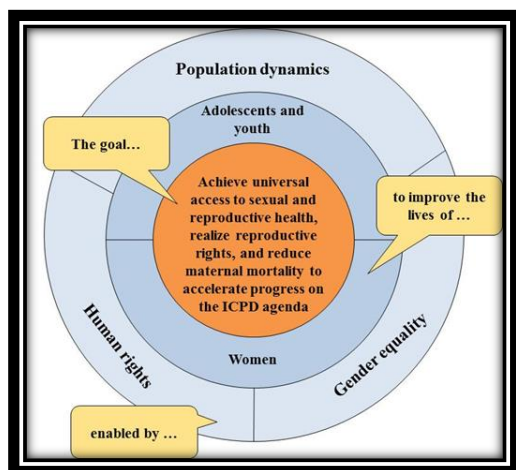 Population dynamics
Adolescents and
youth
The goal…
Achieve universal
access to sexual and
reproductive health,
realize reproductive
rights, and reduce
maternal mortality to
accelerate progress on
the ICPD agenda
to improve the
lives of …
Women
Human rights
Gender equality
enabled by …